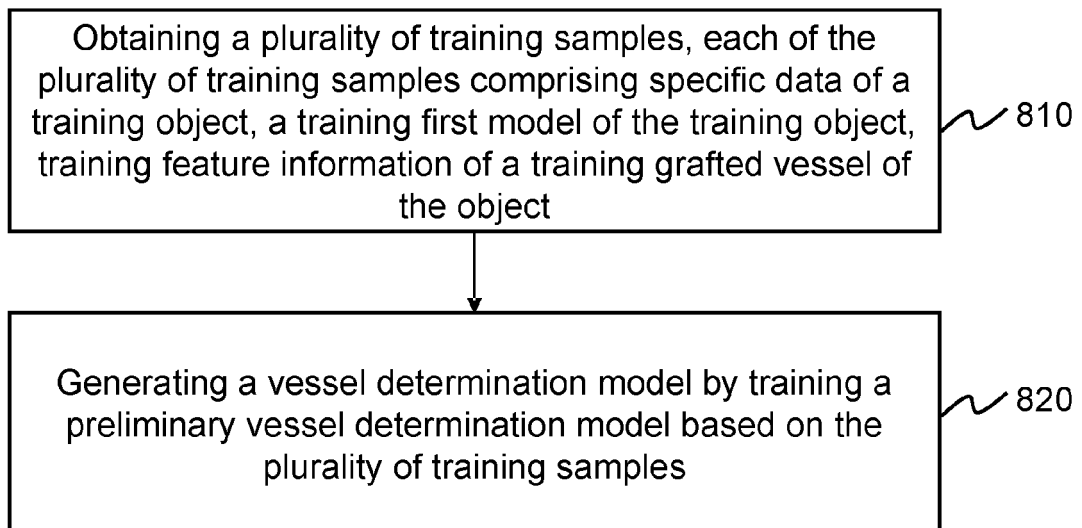 Obtaining a plurality of training samples, each of the
plurality of training samples comprising specific data of a
training object, a training first model of the training object,
training feature information of a training grafted vessel of
the object
810
Generating a vessel determination model by training a
preliminary vessel determination model based on the
plurality of training samples
820